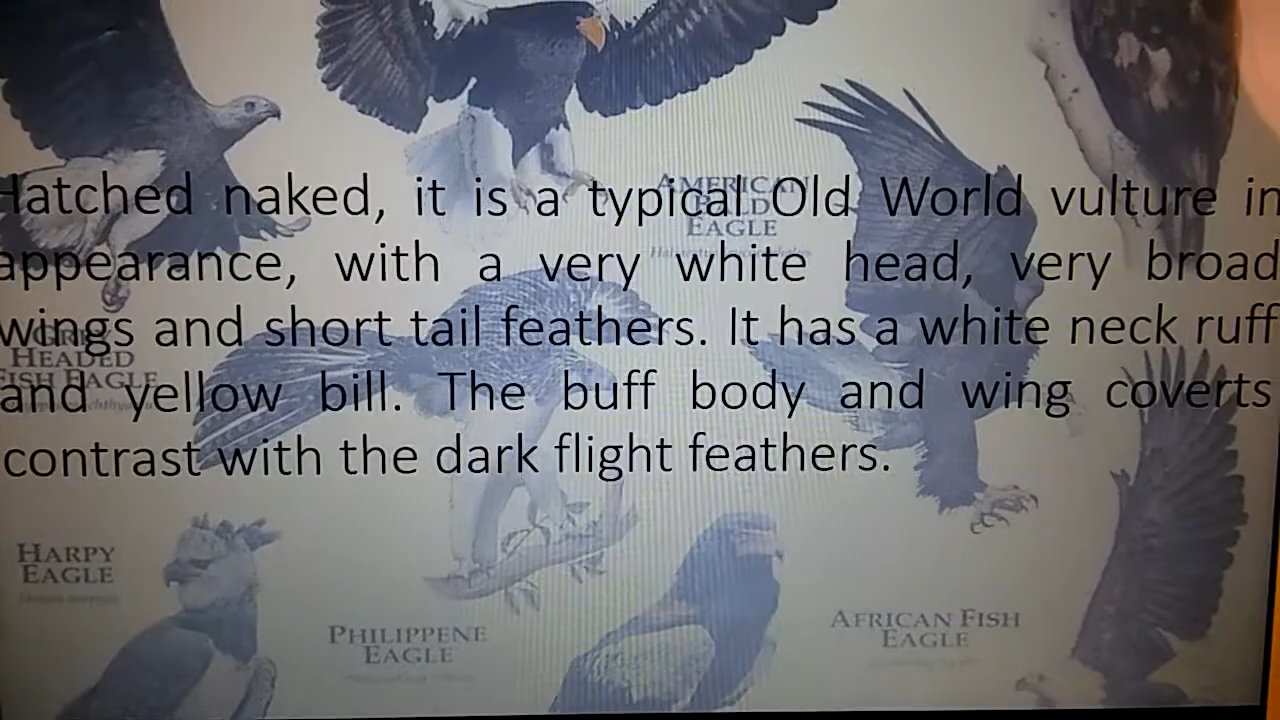 Hatched naked, it is a typical Old World vulture in
appearance, with a very white head, very broad
wings and short tail feathers. It has a white neck ruff
and yellow bill. The buff body and wing coverts
contrast with the dark flight feathers.
AMERICAN
BALD
EAGLE
HEADED
FISH EAGLE
HARPY
EAGLE
PHILIPPENE
EAGLE
AFRICAN FISH
EAGLE